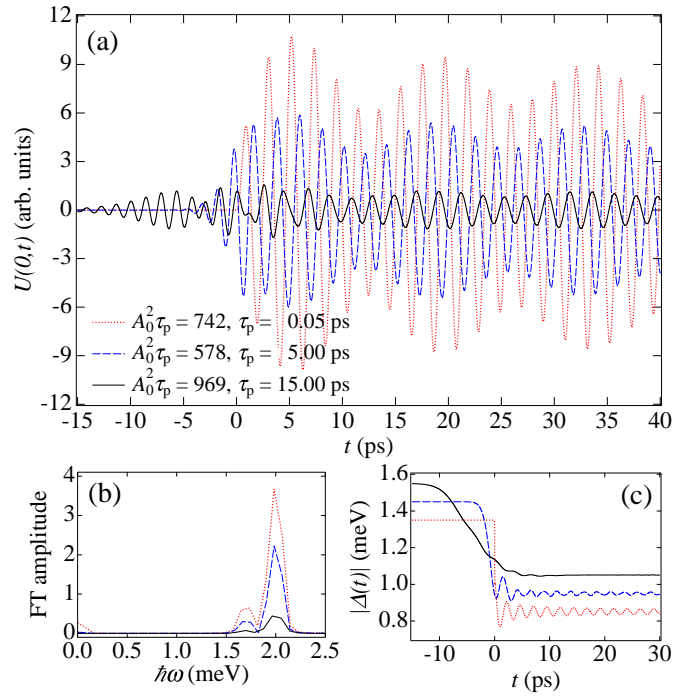 (a)
12
9
6
3
0
-3
-6
-9
-12
U(0,t) (arb. units)
A₀²τₚ = 742, τₚ = 0.05 ps
A₀²τₚ = 578, τₚ = 5.00 ps
A₀²τₚ = 969, τₚ = 15.00 ps
-15 -10 -5 0 5 10 15 20 25 30 35 40
t (ps)
(b)
4
3
2
1
0
FT amplitude
0.0 0.5 1.0 1.5 2.0 2.5
ℏω (meV)
(c)
1.6
1.4
1.2
1.0
0.8
|Δ(t)| (meV)
-10 0 10 20 30
t (ps)